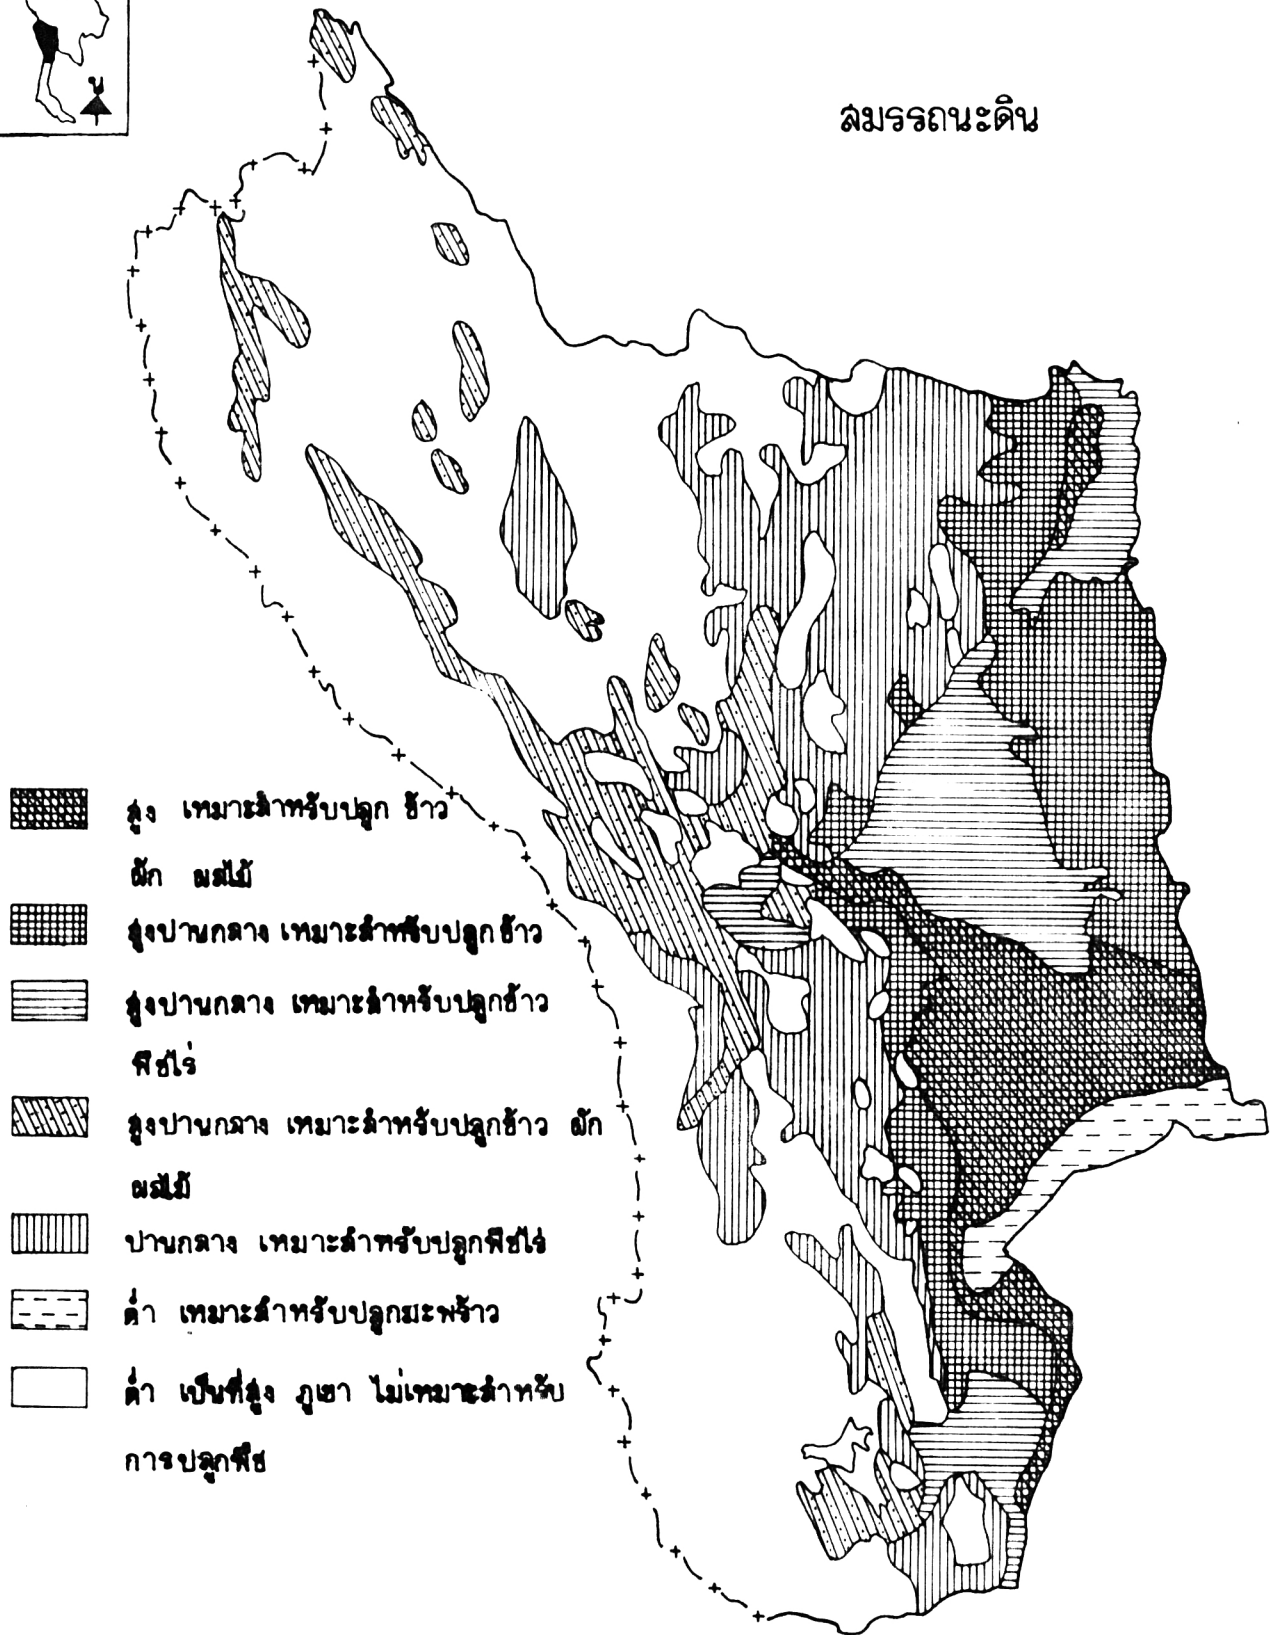 น
สมรรถนะดิน
สูง เหมาะสำหรับปลูก ข้าว
ผัก ผลไม้
สูงปานกลาง เหมาะสำหรับปลูกข้าว
สูงปานกลาง เหมาะสำหรับปลูกข้าว
พืชไร่
สูงปานกลาง เหมาะสำหรับปลูกข้าว ผัก
ผลไม้
ปานกลาง เหมาะสำหรับปลูกพืชไร่
ต่ำ เหมาะสำหรับปลูกมะพร้าว
ต่ำ เป็นที่สูง ภูเขา ไม่เหมาะสำหรับ
การปลูกพืช